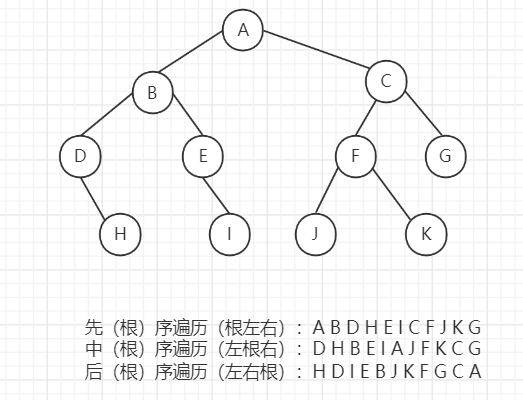 A
B
C
D
E
F
G
H
I
J
K
先（根）序遍历（根左右）：A B D H E I C F J K G
中（根）序遍历（左根右）：D H B E I A J F K C G
后（根）序遍历（左右根）：H D I E B J K F G C A